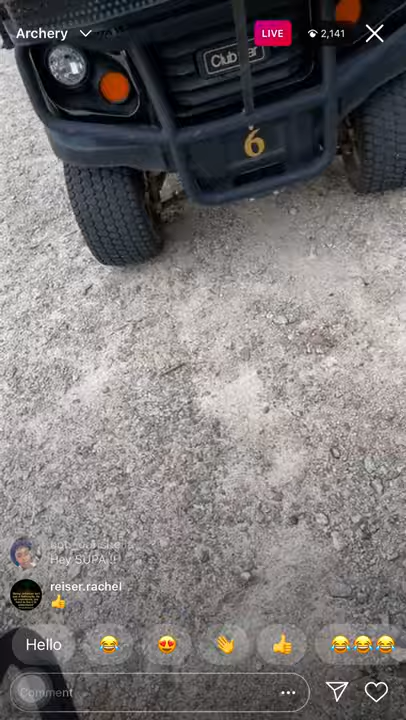 Archery
LIVE
2,141
Club Car
6
Hey SUPA!!
reiser.rachel
👍
Hello 😂 😍 👋 👍 😂😂😂
Comment